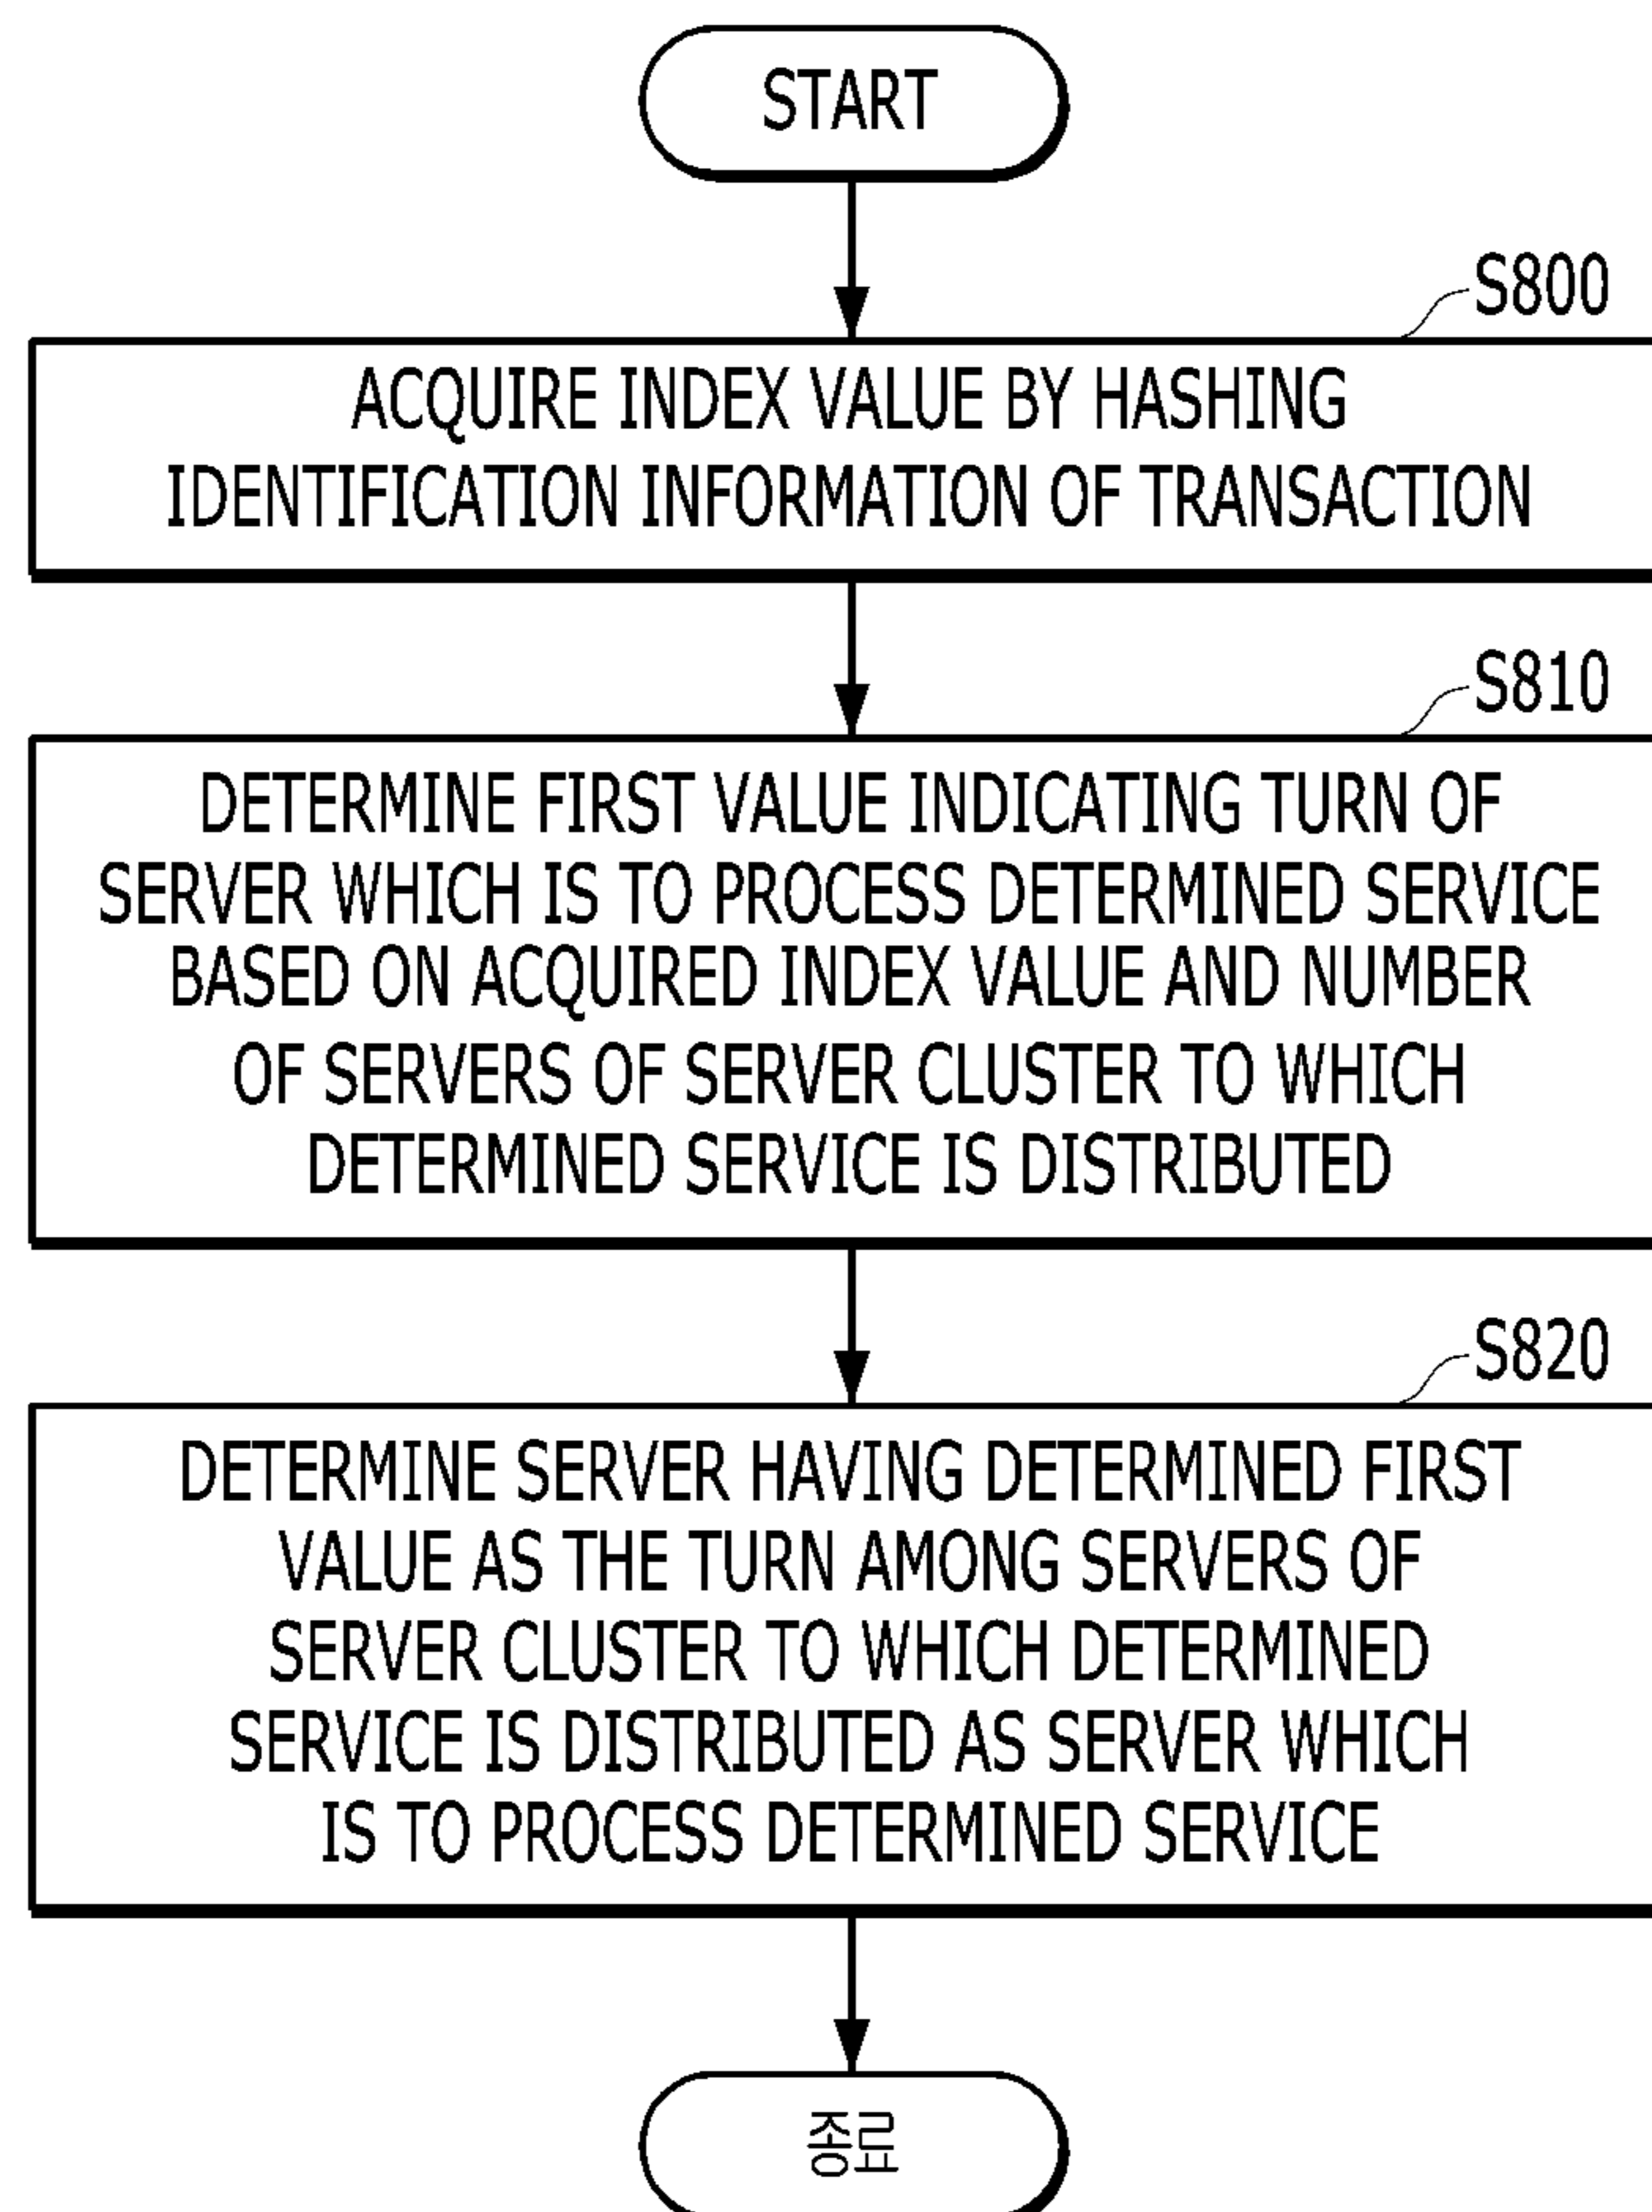 START
S800
ACQUIRE INDEX VALUE BY HASHING
IDENTIFICATION INFORMATION OF TRANSACTION
S810
DETERMINE FIRST VALUE INDICATING TURN OF
SERVER WHICH IS TO PROCESS DETERMINED SERVICE
BASED ON ACQUIRED INDEX VALUE AND NUMBER
OF SERVERS OF SERVER CLUSTER TO WHICH
DETERMINED SERVICE IS DISTRIBUTED
S820
DETERMINE SERVER HAVING DETERMINED FIRST
VALUE AS THE TURN AMONG SERVERS OF
SERVER CLUSTER TO WHICH DETERMINED
SERVICE IS DISTRIBUTED AS SERVER WHICH
IS TO PROCESS DETERMINED SERVICE
종료